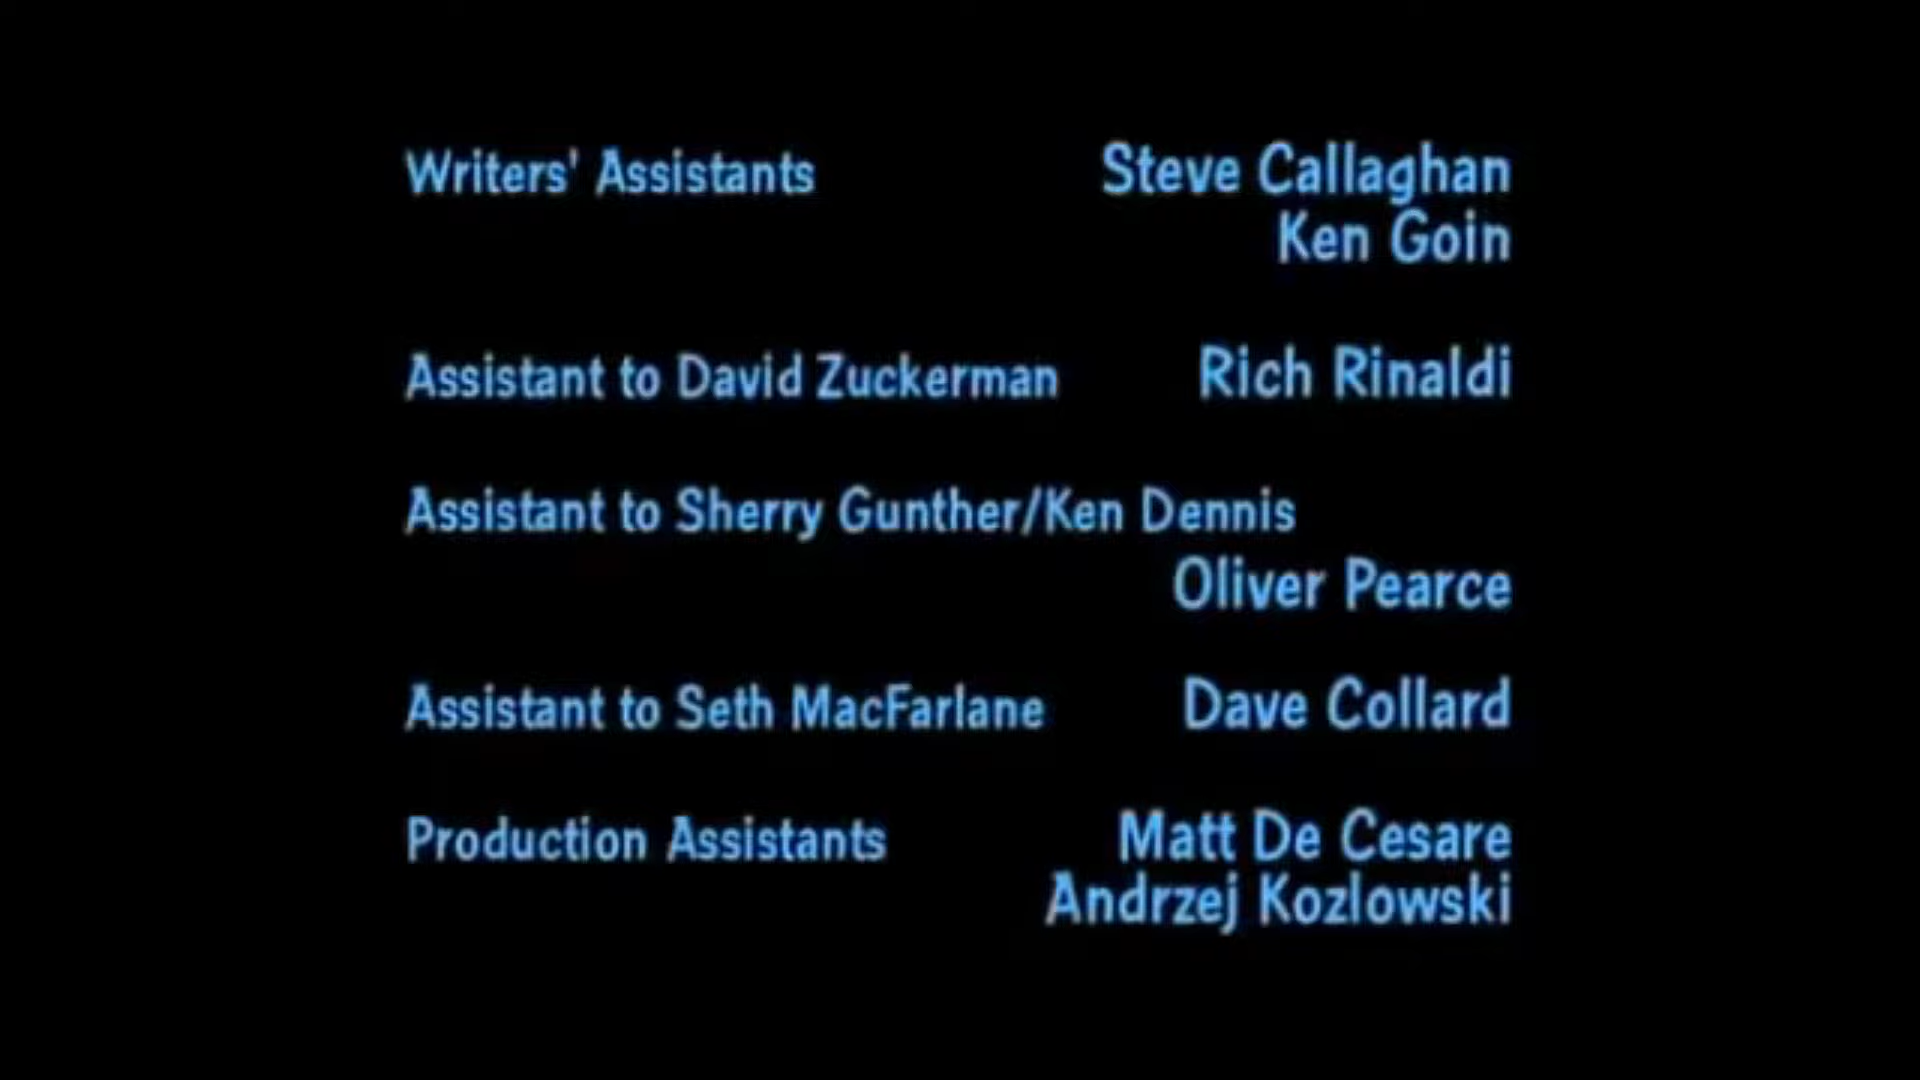 Writers' Assistants Steve Callaghan
Ken Goin
Assistant to David Zuckerman Rich Rinaldi
Assistant to Sherry Gunther/Ken Dennis
Oliver Pearce
Assistant to Seth MacFarlane Dave Collard
Production Assistants Matt De Cesare
Andrzej Kozlowski